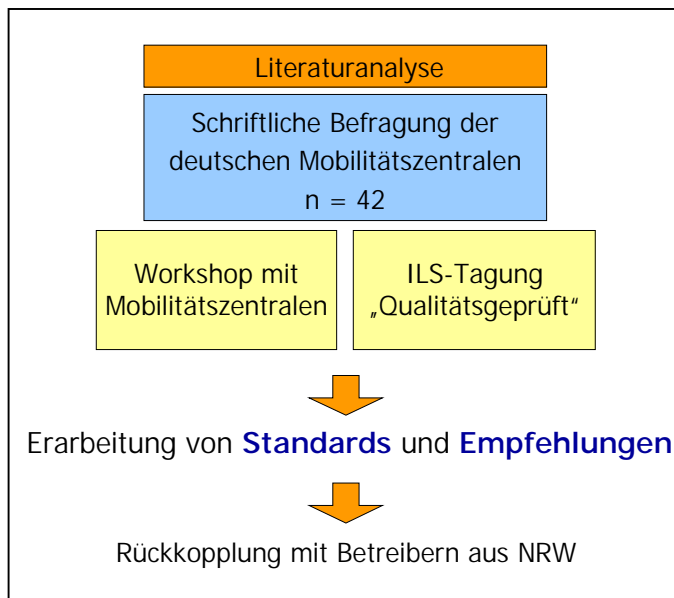 Literaturanalyse
Schriftliche Befragung der
deutschen Mobilitätszentralen
n = 42
Workshop mit
Mobilitätszentralen
ILS-Tagung
„Qualitätsgeprüft“
Erarbeitung von Standards und Empfehlungen
Rückkopplung mit Betreibern aus NRW